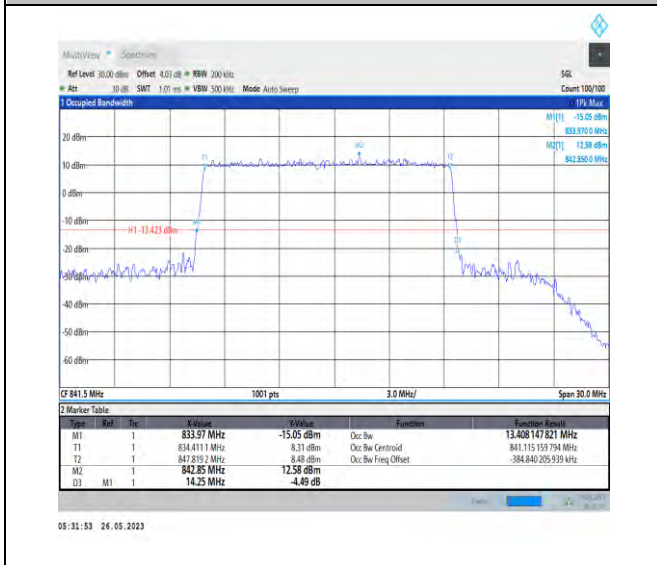 MultiView Spectrum
Ref Level 30.00 dBm Offset 4.03 dB RBW 200 kHz SGL
Att 30 dB SWT 1.01 ms VBW 500 kHz Mode Auto Sweep Count 100/100
1 Occupied Bandwidth 1Pk Max
M1[1] -15.05 dBm
833.970 0 MHz
M2[1] 12.58 dBm
842.850 0 MHz
20 dBm
10 dBm
0 dBm
-10 dBm
H1 -13.423 dBm
-20 dBm
-30 dBm
-40 dBm
-50 dBm
-60 dBm
T1
M2
T2
M1
D3
CF 841.5 MHz 1001 pts 3.0 MHz/ Span 30.0 MHz
2 Marker Table
Type Ref Trc X-Value Y-Value Function Function Result
M1 1 833.97 MHz -15.05 dBm Occ Bw 13.408 147 821 MHz
T1 1 834.411 1 MHz 8.31 dBm Occ Bw Centroid 841.115 159 794 MHz
T2 1 847.819 2 MHz 8.48 dBm Occ Bw Freq Offset -384.840 205 939 kHz
M2 1 842.85 MHz 12.58 dBm
D3 M1 1 14.25 MHz -4.49 dB
05:31:53 26.05.2023